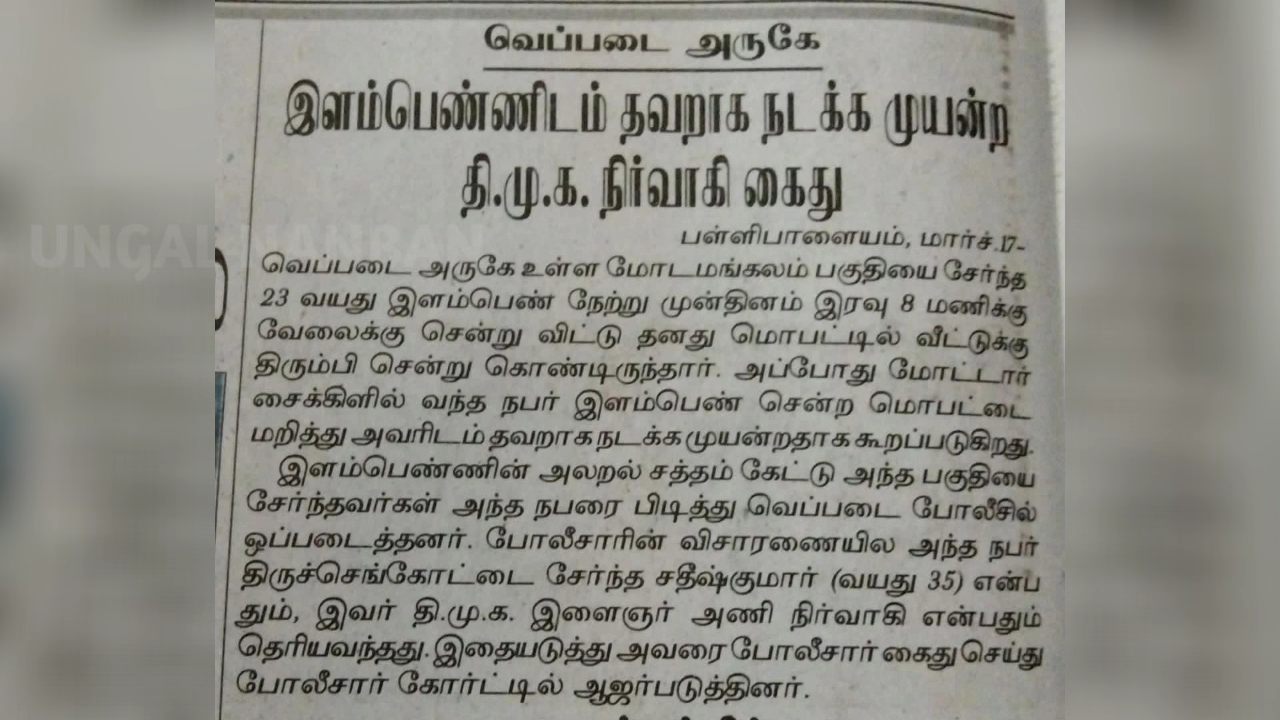 வெப்படை அருகே
இளம்பெண்ணிடம் தவறாக நடக்க முயன்ற
தி.மு.க. நிர்வாகி கைது
UNGAL NANBAN
பள்ளிபாளையம், மார்ச்.17-
வெப்படை அருகே உள்ள மோடமங்கலம் பகுதியை சேர்ந்த
23 வயது இளம்பெண் நேற்று முன்தினம் இரவு 8 மணிக்கு
வேலைக்கு சென்று விட்டு தனது மொபட்டில் வீட்டுக்கு
திரும்பி சென்று கொண்டிருந்தார். அப்போது மோட்டார்
சைக்கிளில் வந்த நபர் இளம்பெண் சென்ற மொபட்டை
மறித்து அவரிடம் தவறாக நடக்க முயன்றதாக கூறப்படுகிறது.
இளம்பெண்ணின் அலறல் சத்தம் கேட்டு அந்த பகுதியை
சேர்ந்தவர்கள் அந்த நபரை பிடித்து வெப்படை போலீசில்
ஒப்படைத்தனர். போலீசாரின் விசாரணையில அந்த நபர்
திருச்செங்கோட்டை சேர்ந்த சதீஷ்குமார் (வயது 35) என்ப
தும், இவர் தி.மு.க. இளைஞர் அணி நிர்வாகி என்பதும்
தெரியவந்தது. இதையடுத்து அவரை போலீசார் கைது செய்து
போலீசார் கோர்ட்டில் ஆஜர்படுத்தினர்.